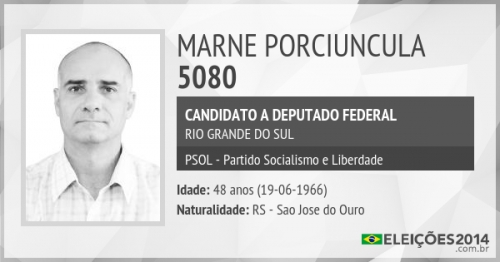 MARNE PORCIUNCULA
5080
CANDIDATO A DEPUTADO FEDERAL
RIO GRANDE DO SUL
PSOL - Partido Socialismo e Liberdade
Idade: 48 anos (19-06-1966)
Naturalidade: RS - Sao Jose do Ouro
ELEIÇÕES2014
.com.br